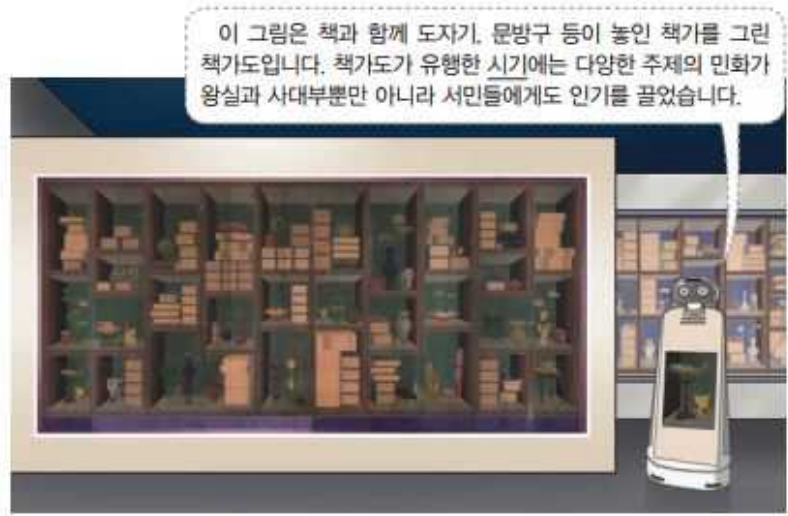 이 그림은 책과 함께 도자기, 문방구 등이 놓인 책가를 그린
책가도입니다. 책가도가 유행한 시기에는 다양한 주제의 민화가
왕실과 사대부뿐만 아니라 서민들에게도 인기를 끌었습니다.